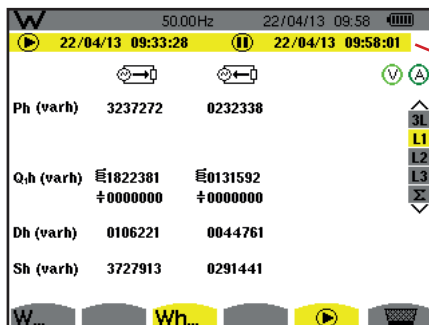 W 50.00Hz 22/04/13 09:58
22/04/13 09:33:28 22/04/13 09:58:01
V A
Ph (varh) 3237272 0232338
3L
L1
L2
L3
Σ
Q₁h (varh) 1822381 0131592
0000000 0000000
Dh (varh) 0106221 0044761
Sh (varh) 3727913 0291441
W... Wh...